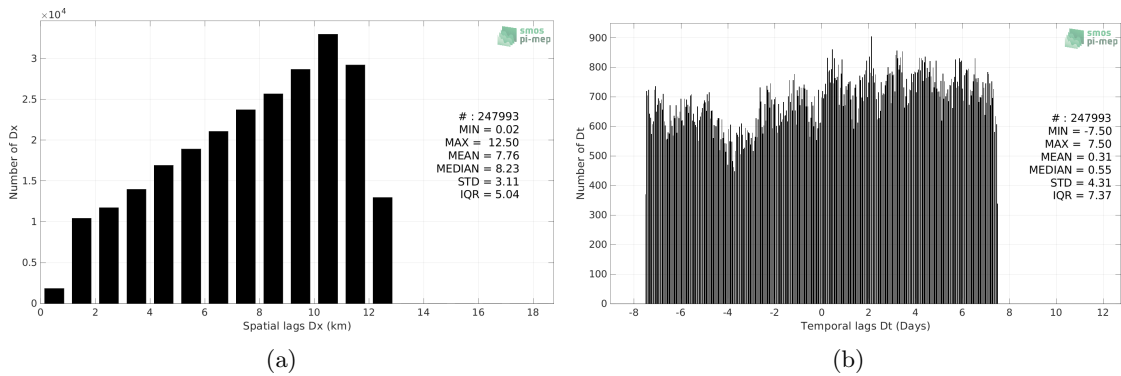 ×10⁴
smos
pi-mep
3
2.5
2
1.5
1
0.5
0
Number of Dx
# : 247993
MIN = 0.02
MAX = 12.50
MEAN = 7.76
MEDIAN = 8.23
STD = 3.11
IQR = 5.04
0 2 4 6 8 10 12 14 16 18
Spatial lags Dx (km)
(a)
smos
pi-mep
900
800
700
600
500
400
300
200
100
0
Number of Dt
# : 247993
MIN = -7.50
MAX = 7.50
MEAN = 0.31
MEDIAN = 0.55
STD = 4.31
IQR = 7.37
-8 -6 -4 -2 0 2 4 6 8 10 12
Temporal lags Dt (Days)
(b)